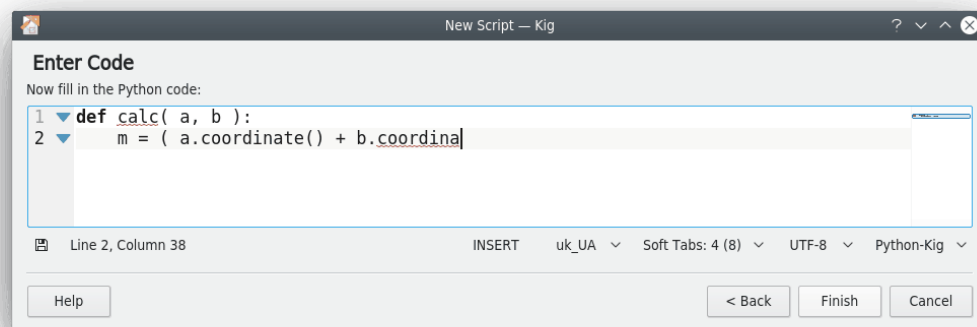 New Script — Kig
Enter Code
Now fill in the Python code:
1 def calc( a, b ):
2 m = ( a.coordinate() + b.coordina
Line 2, Column 38 INSERT uk_UA Soft Tabs: 4 (8) UTF-8 Python-Kig
Help < Back Finish Cancel